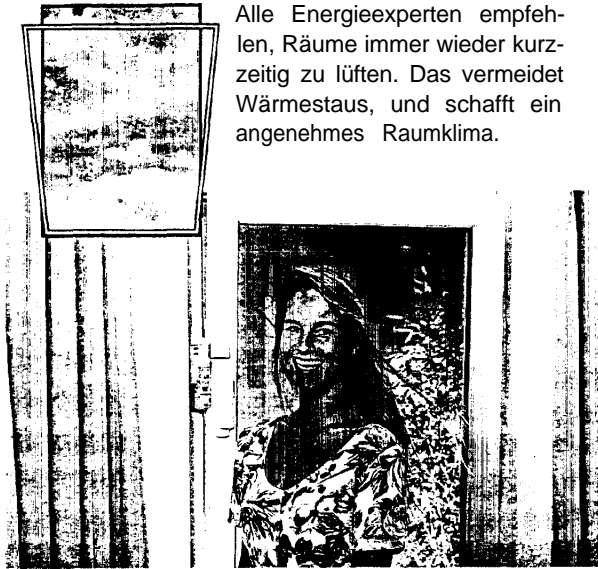 Alle Energieexperten empfeh-
len, Räume immer wieder kurz-
zeitig zu lüften. Das vermeidet
Wärmestaus, und schafft ein
angenehmes Raumklima.